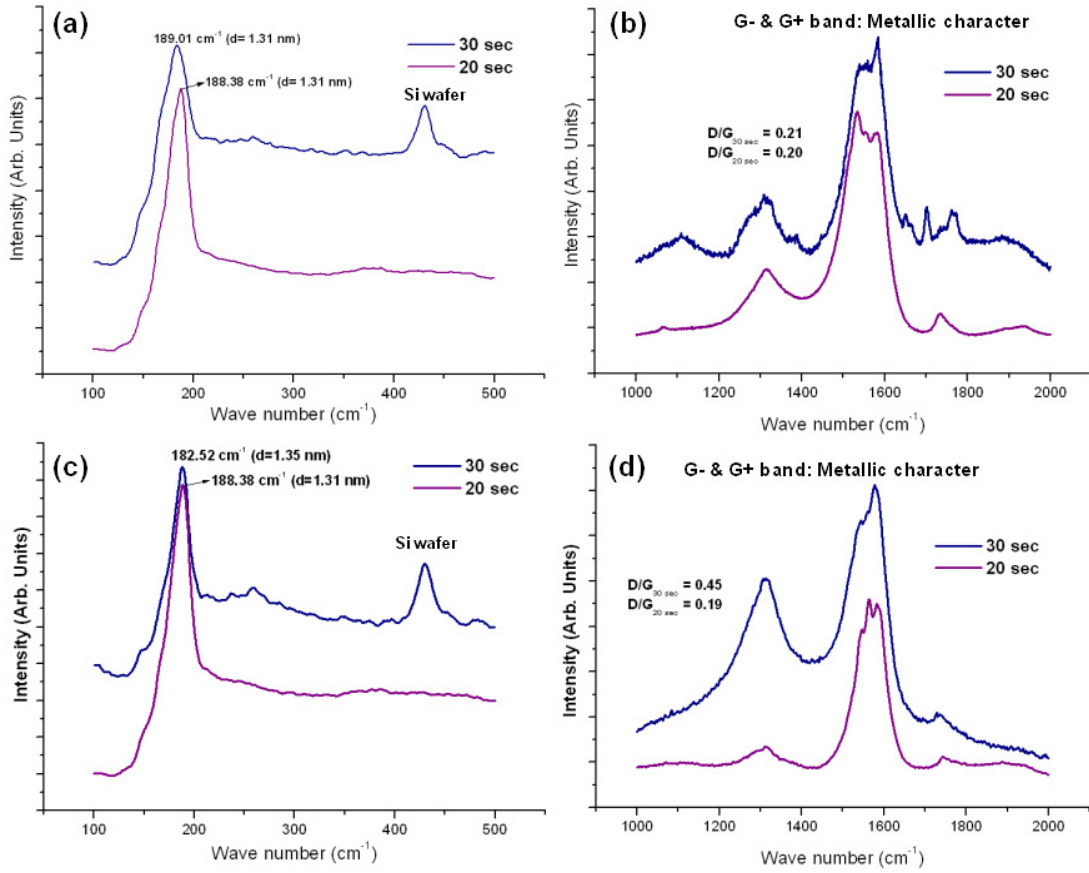 (a)
189.01 cm⁻¹ (d= 1.31 nm)
188.38 cm⁻¹ (d= 1.31 nm)
30 sec
20 sec
Si wafer
Intensity (Arb. Units)
100 200 300 400 500
Wave number (cm⁻¹)
(b)
G- & G+ band: Metallic character
30 sec
20 sec
D/G30 sec = 0.21
D/G20 sec = 0.20
Intensity (Arb. Units)
1000 1200 1400 1600 1800 2000
Wave number (cm⁻¹)
(c)
182.52 cm⁻¹ (d=1.35 nm)
188.38 cm⁻¹ (d=1.31 nm)
30 sec
20 sec
Si wafer
Intensity (Arb. Units)
100 200 300 400 500
Wave number (cm⁻¹)
(d)
G- & G+ band: Metallic character
30 sec
20 sec
D/G30 sec = 0.45
D/G20 sec = 0.19
Intensity (Arb. Units)
1000 1200 1400 1600 1800 2000
Wave number (cm⁻¹)